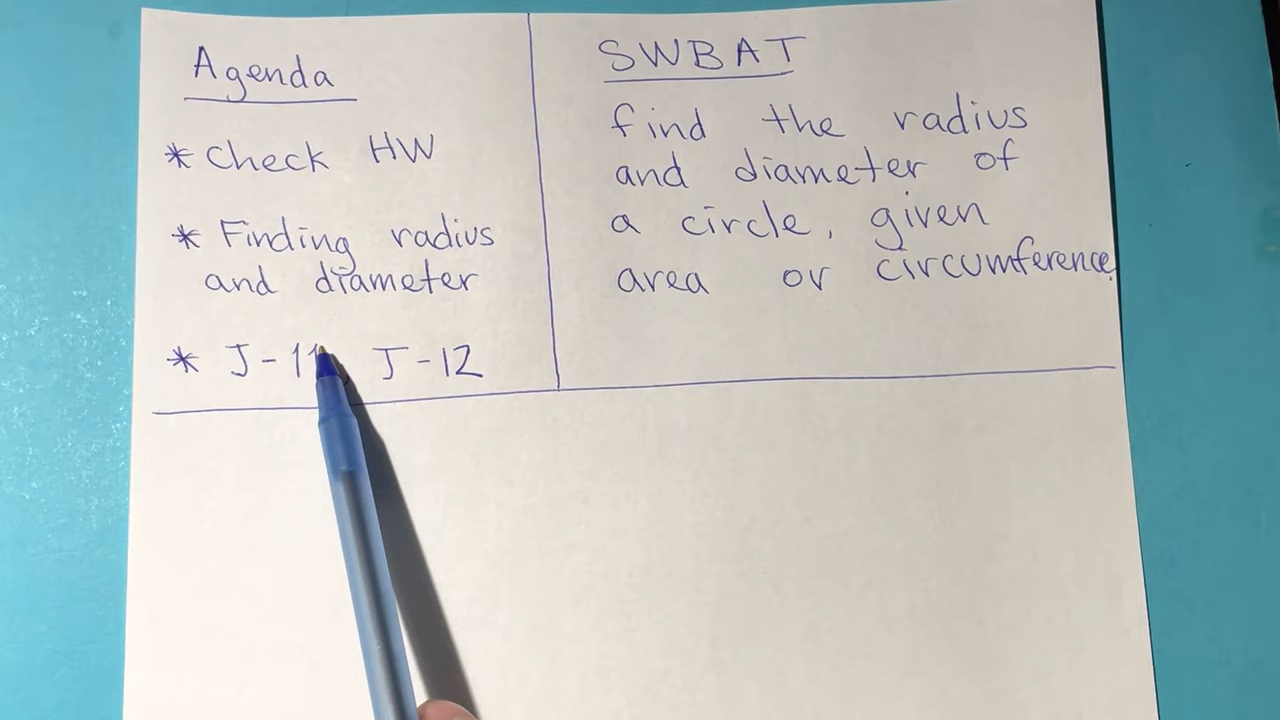 Agenda
* Check HW
* Finding radius
and diameter
* J-11, J-12
SWBAT
find the radius
and diameter of
a circle, given
area or circumference.